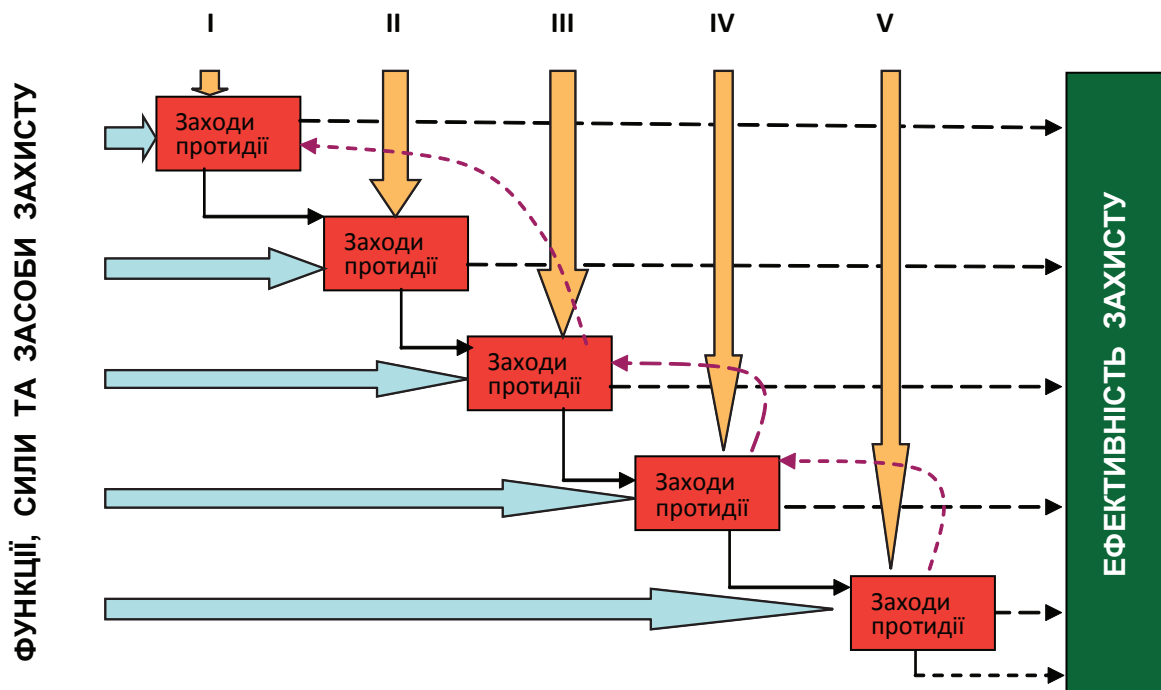 I II III IV V
ФУНКЦІЇ, СИЛИ ТА ЗАСОБИ ЗАХИСТУ
Заходи
протидії
Заходи
протидії
Заходи
протидії
Заходи
протидії
Заходи
протидії
ЕФЕКТИВНІСТЬ ЗАХИСТУ